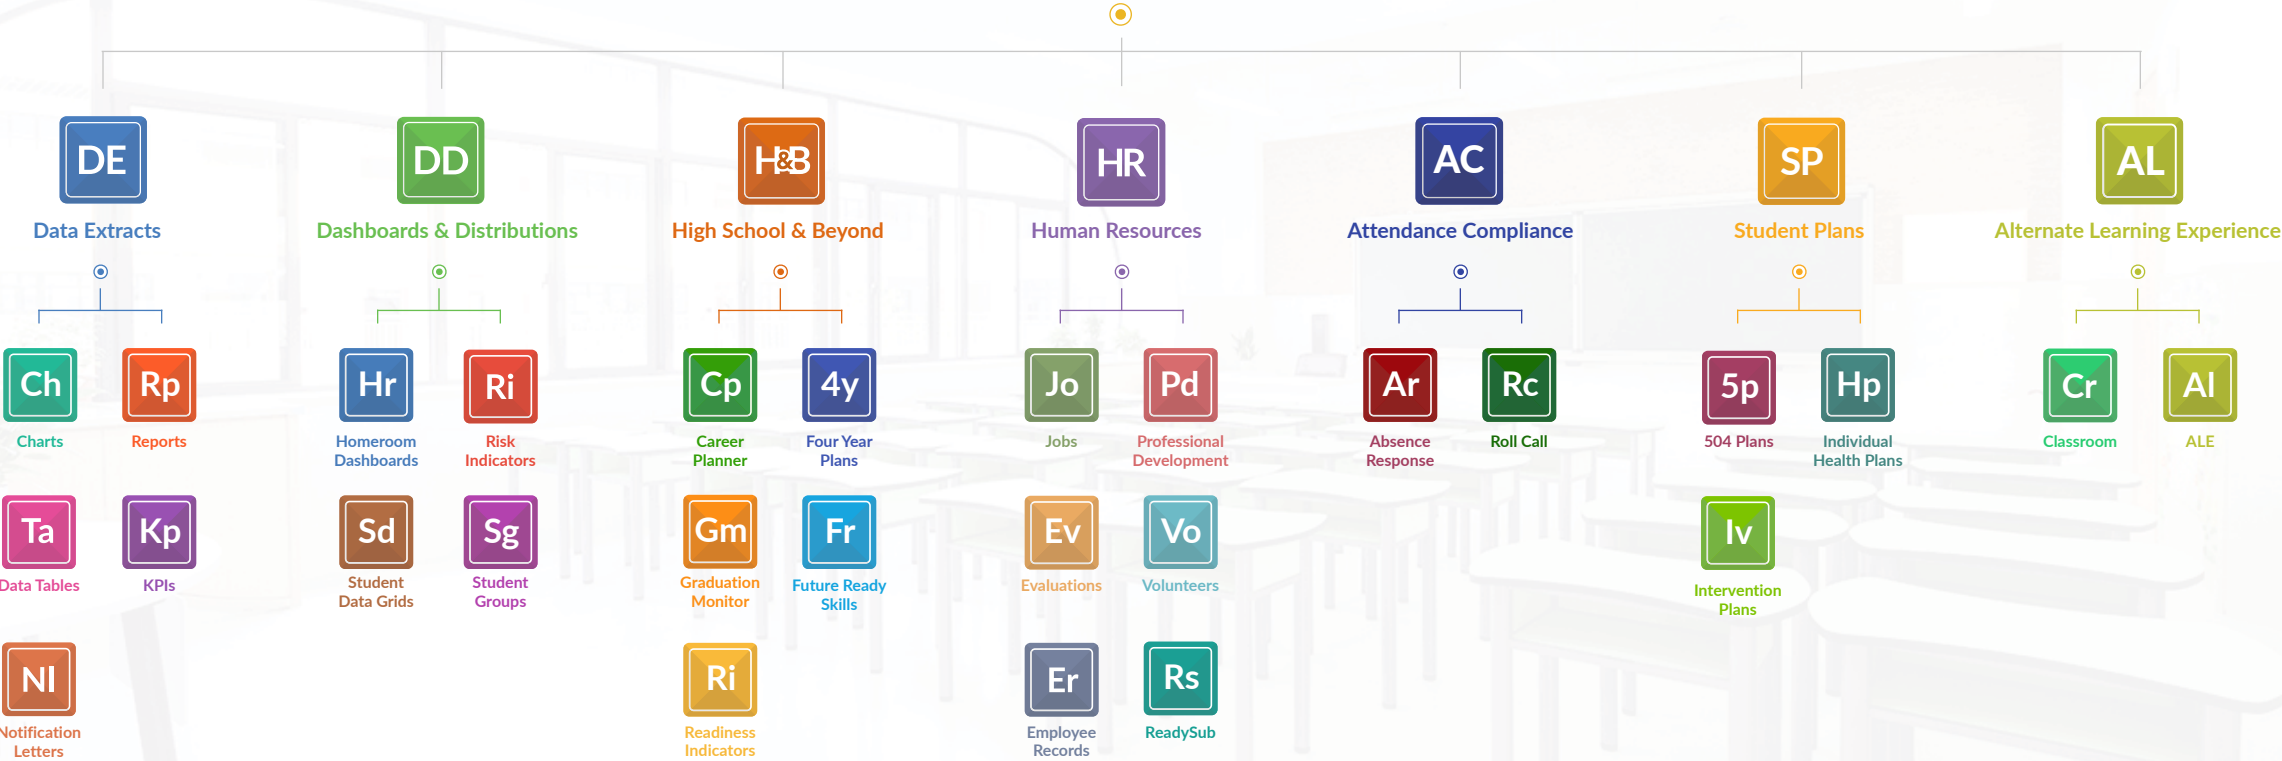 DE
DD
H&B
HR
AC
SP
AL
Data Extracts
Dashboards & Distributions
High School & Beyond
Human Resources
Attendance Compliance
Student Plans
Alternate Learning Experience
Ch
Rp
Hr
Ri
Cp
4y
Jo
Pd
Ar
Rc
5p
Hp
Cr
Al
Charts
Reports
Homeroom
Dashboards
Risk
Indicators
Career
Planner
Four Year
Plans
Jobs
Professional
Development
Absence
Response
Roll Call
504 Plans
Individual
Health Plans
Classroom
ALE
Ta
Kp
Sd
Sg
Gm
Fr
Ev
Vo
Iv
Data Tables
KPIs
Student
Data Grids
Student
Groups
Graduation
Monitor
Future Ready
Skills
Evaluations
Volunteers
Intervention
Plans
Nl
Ri
Er
Rs
Notification
Letters
Readiness
Indicators
Employee
Records
ReadySub